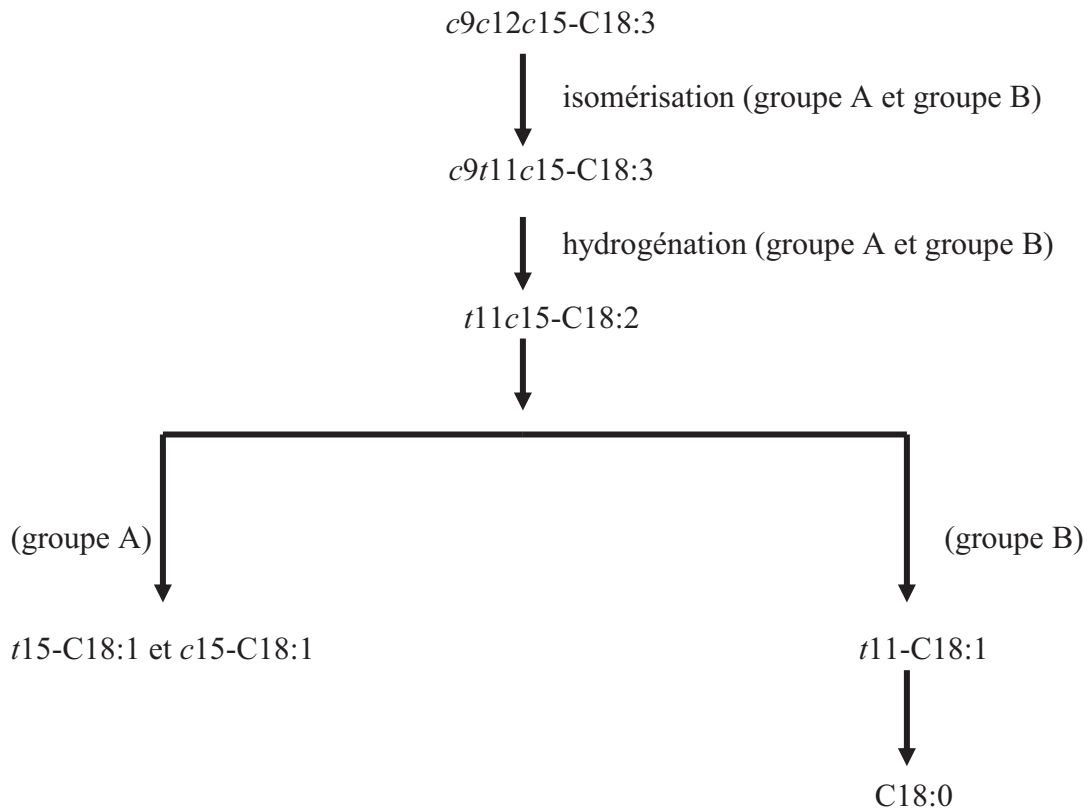 c9c12c15-C18:3
isomérisation (groupe A et groupe B)
c9t11c15-C18:3
hydrogénation (groupe A et groupe B)
t11c15-C18:2
(groupe A)
(groupe B)
t15-C18:1 et c15-C18:1
t11-C18:1
C18:0